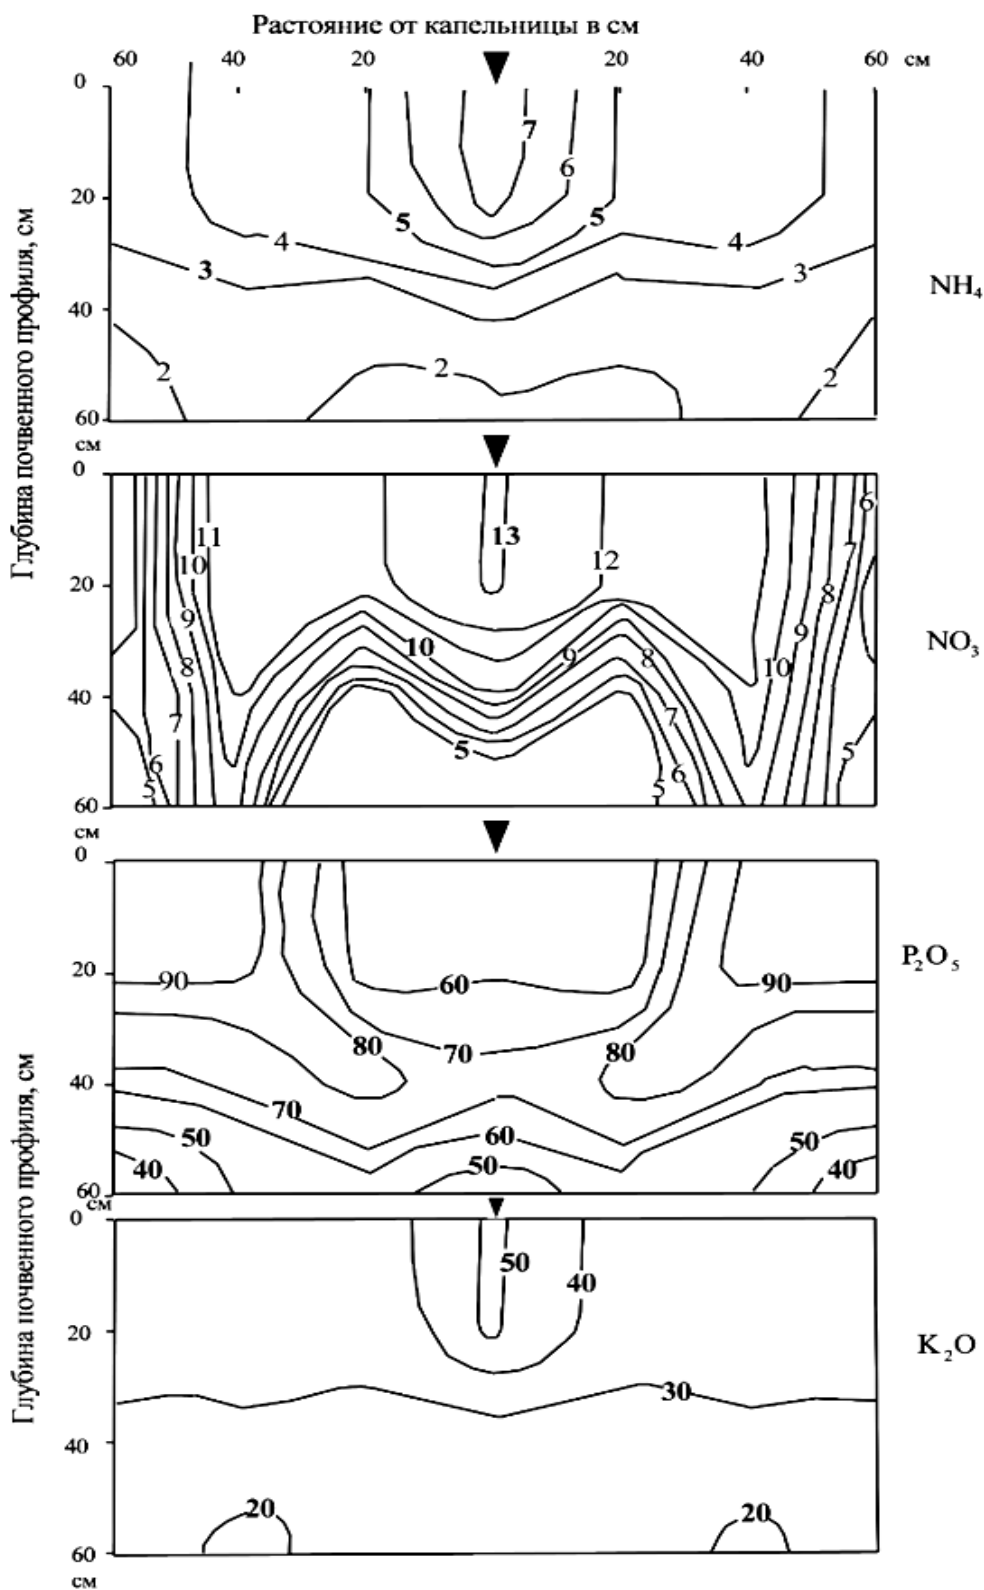 Растояние от капельницы в см
60 40 20 20 40 60 см
Глубина почвенного профиля, см
0
20
40
60
см
7
6
5 5
4 4
3 3
2 2 2
NH₄
0
20
40
60
см
13
12
11
10 10 10
9 9 9
8 8 8
7 7 7
6 6 6
5 5 5 5
NO₃
Глубина почвенного профиля, см
0
20
40
60
см
90 60 90
80 70 80
70
60
50 50 50
40 40
P₂O₅
0
20
40
60
см
50
40
30
20 20
K₂O